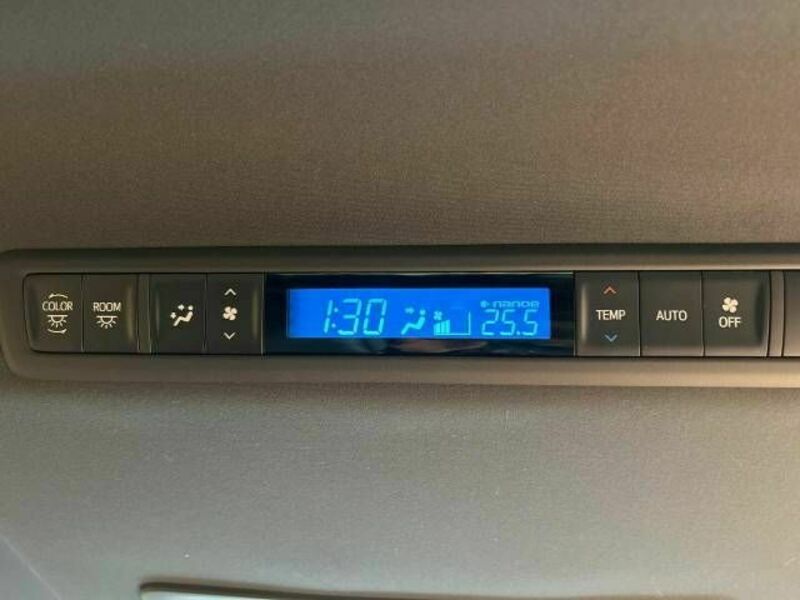 COLOR
ROOM
1:30
nanoe
25.5
TEMP
AUTO
OFF